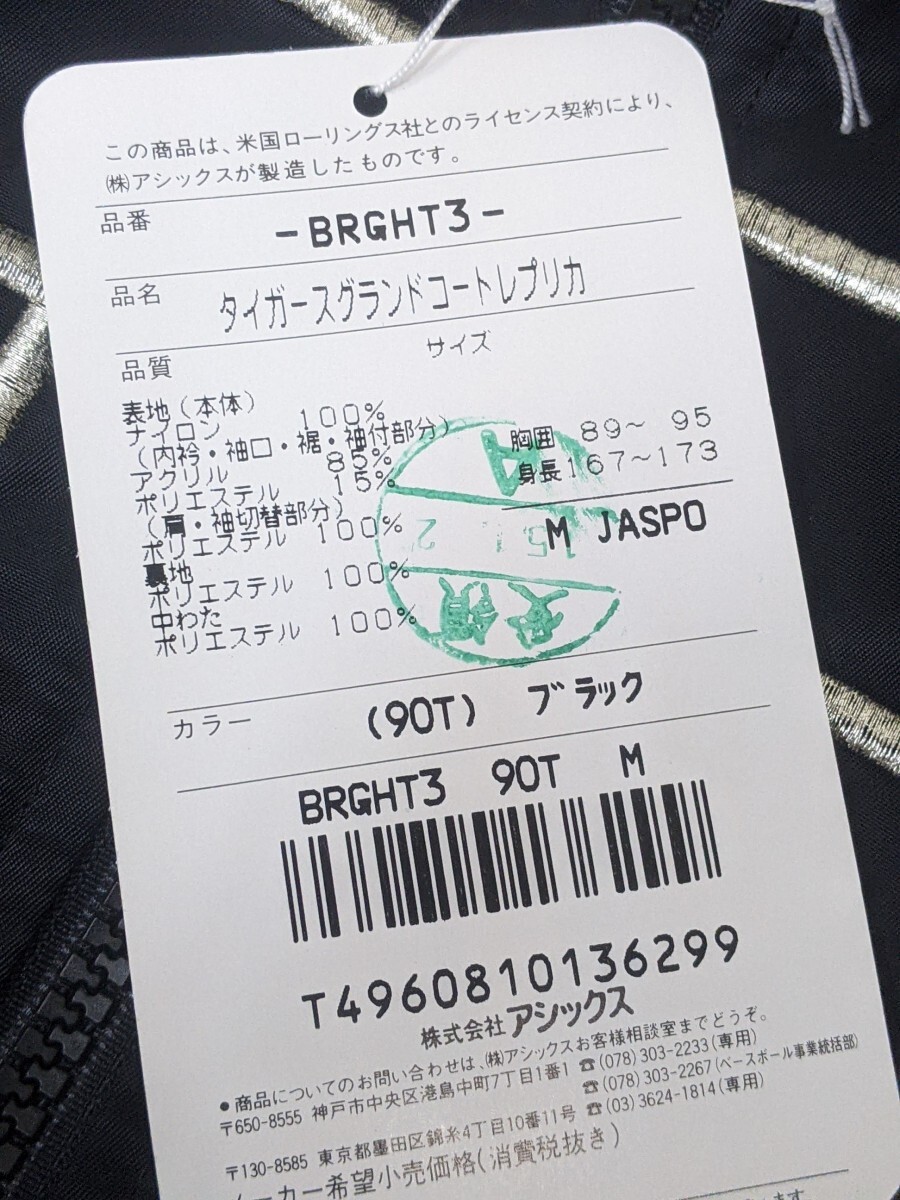 この商品は、米国ローリングス社とのライセンス契約により、
㈱アシックスが製造したものです。
品番 -BRGHT3-
品名 タイガースグランドコートレプリカ
品質 サイズ
表地(本体)
ナイロン 100%
(内衿・袖口・裾・袖付部分)
アクリル 85%
ポリエステル 15%
(肩・袖切替部分)
ポリエステル 100%
裏地
ポリエステル 100%
中わた
ポリエステル 100%
胸囲 89~ 95
身長167~173
M JASPO
カラー (90T) ブラック
BRGHT3 90T M
T4960810136299
株式会社アシックス
●商品についてのお問い合わせは、㈱アシックスお客様相談室までどうぞ。
〒650-8555 神戸市中央区港島中町7丁目1番1 ☎(078)303-2233(専用)
☎(078)303-2267(ベースボール事業統括部)
〒130-8585 東京都墨田区錦糸4丁目10番11号 ☎(03)3624-1814(専用)
メーカー希望小売価格(消費税抜き)